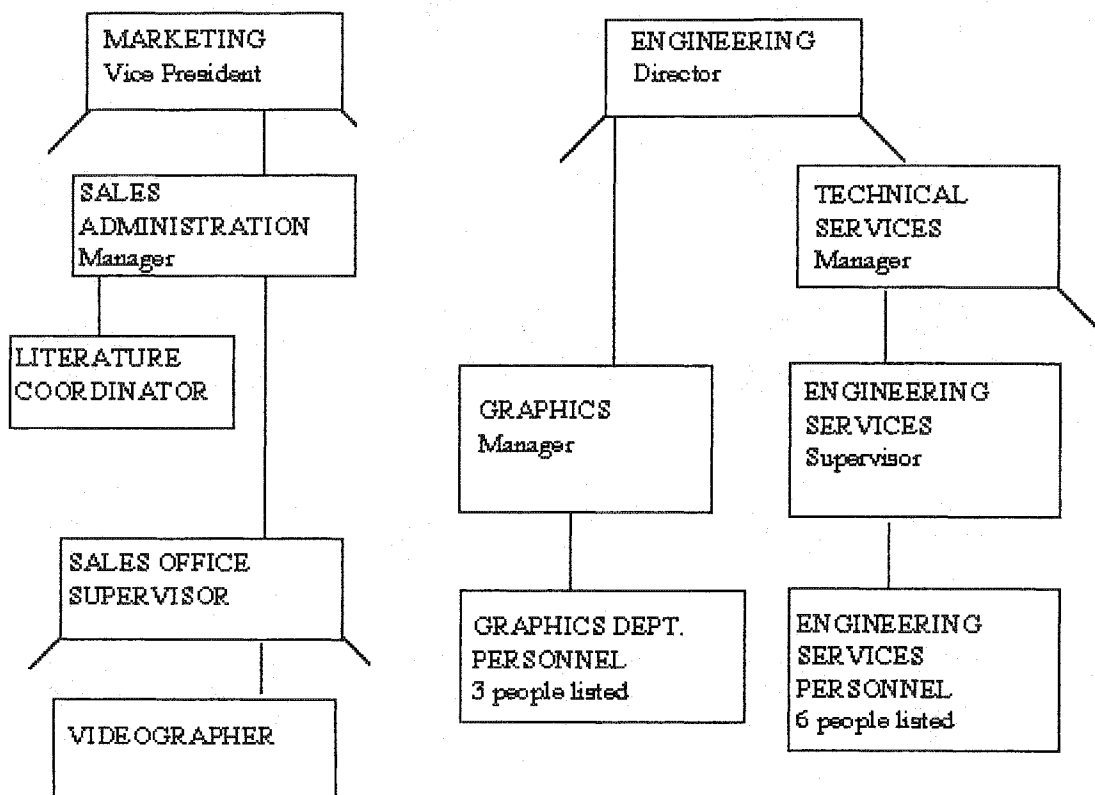 MARKETING
Vice President
SALES
ADMINISTRATION
Manager
LITERATURE
COORDINATOR
SALES OFFICE
SUPERVISOR
VIDEOGRAPHER
ENGINEERING
Director
GRAPHICS
Manager
GRAPHICS DEPT.
PERSONNEL
3 people listed
TECHNICAL
SERVICES
Manager
ENGINEERING
SERVICES
Supervisor
ENGINEERING
SERVICES
PERSONNEL
6 people listed